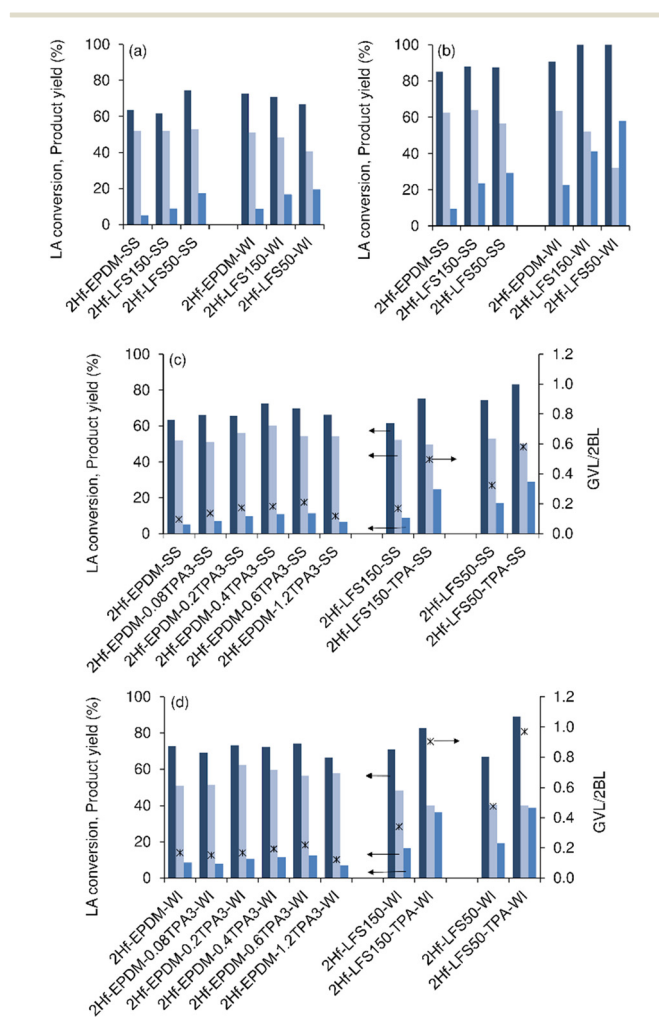 (a)
LA conversion, Product yield (%)
100
80
60
40
20
0
2Hf-EPDM-SS
2Hf-LFS150-SS
2Hf-LFS50-SS
2Hf-EPDM-WI
2Hf-LFS150-WI
2Hf-LFS50-WI
(b)
LA conversion, Product yield (%)
100
80
60
40
20
0
2Hf-EPDM-SS
2Hf-LFS150-SS
2Hf-LFS50-SS
2Hf-EPDM-WI
2Hf-LFS150-WI
2Hf-LFS50-WI
(c)
LA conversion, Product yield (%)
100
80
60
40
20
0
1.2
1.0
0.8
0.6
0.4
0.2
0.0
GVL/2BL
2Hf-EPDM-SS
2Hf-EPDM-0.08TPA3-SS
2Hf-EPDM-0.2TPA3-SS
2Hf-EPDM-0.4TPA3-SS
2Hf-EPDM-0.6TPA3-SS
2Hf-EPDM-1.2TPA3-SS
2Hf-LFS150-SS
2Hf-LFS150-TPA-SS
2Hf-LFS50-SS
2Hf-LFS50-TPA-SS
(d)
LA conversion, Product yield (%)
100
80
60
40
20
0
1.2
1.0
0.8
0.6
0.4
0.2
0.0
GVL/2BL
2Hf-EPDM-WI
2Hf-EPDM-0.08TPA3-WI
2Hf-EPDM-0.2TPA3-WI
2Hf-EPDM-0.4TPA3-WI
2Hf-EPDM-0.6TPA3-WI
2Hf-EPDM-1.2TPA3-WI
2Hf-LFS150-WI
2Hf-LFS150-TPA-WI
2Hf-LFS50-WI
2Hf-LFS50-TPA-WI